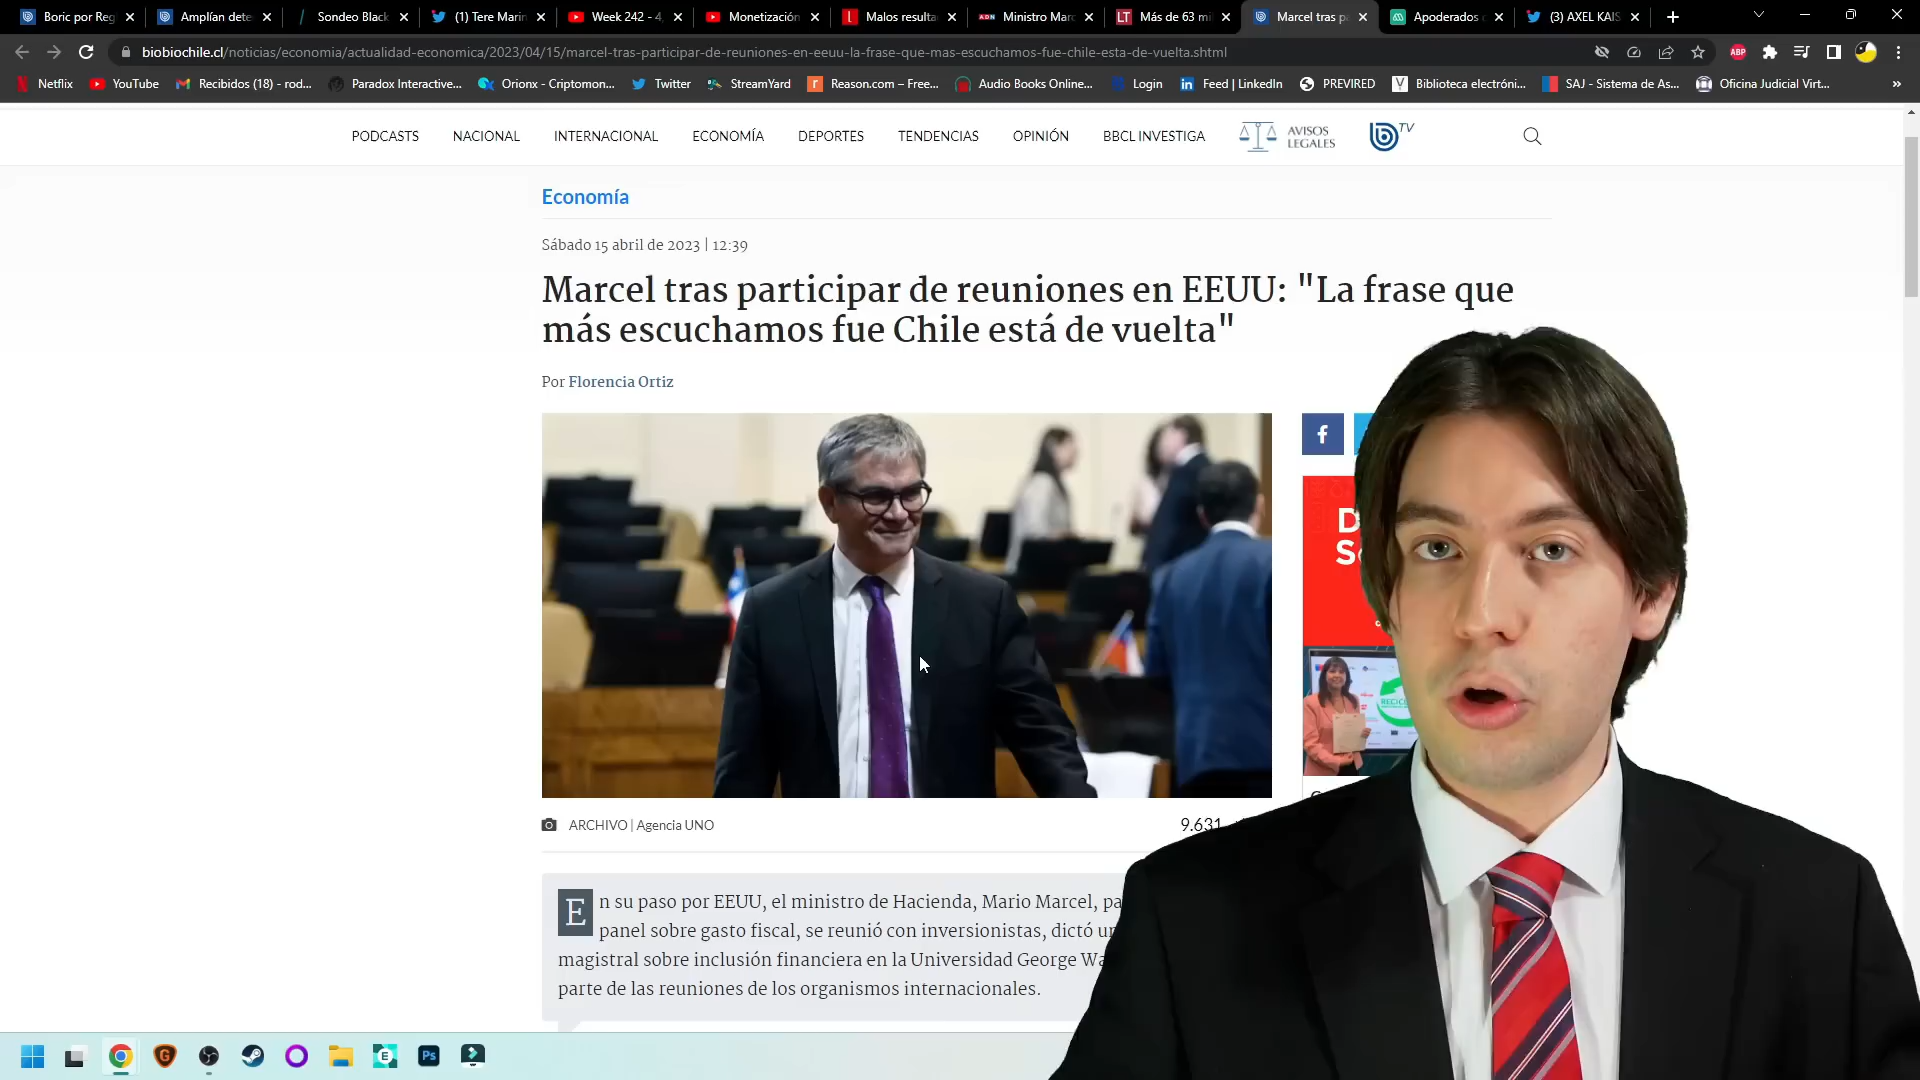 Boric por Reg
Amplían dete
Sondeo Black
(1) Tere Marin
Week 242 - 4
Monetización
Malos resulta
Ministro Marc
Más de 63 mi
Marcel tras pa
Apoderados
(3) AXEL KAIS
biobiochile.cl/noticias/economia/actualidad-economica/2023/04/15/marcel-tras-participar-de-reuniones-en-eeuu-la-frase-que-mas-escuchamos-fue-chile-esta-de-vuelta.shtml
ABP
Netflix
YouTube
Recibidos (18) - rod...
Paradox Interactive...
Orionx - Criptomon...
Twitter
StreamYard
Reason.com – Free...
Audio Books Online...
Login
Feed | LinkedIn
PREVIRED
Biblioteca electróni...
SAJ - Sistema de As...
Oficina Judicial Virt...
»
PODCASTS
NACIONAL
INTERNACIONAL
ECONOMÍA
DEPORTES
TENDENCIAS
OPINIÓN
BBCL INVESTIGA
AVISOS
LEGALES
TV
Economía
Sábado 15 abril de 2023 | 12:39
Marcel tras participar de reuniones en EEUU: "La frase que
más escuchamos fue Chile está de vuelta"
Por Florencia Ortiz
ARCHIVO | Agencia UNO
9.631
En su paso por EEUU, el ministro de Hacienda, Mario Marcel, pa
panel sobre gasto fiscal, se reunió con inversionistas, dictó un
magistral sobre inclusión financiera en la Universidad George Wa
parte de las reuniones de los organismos internacionales.